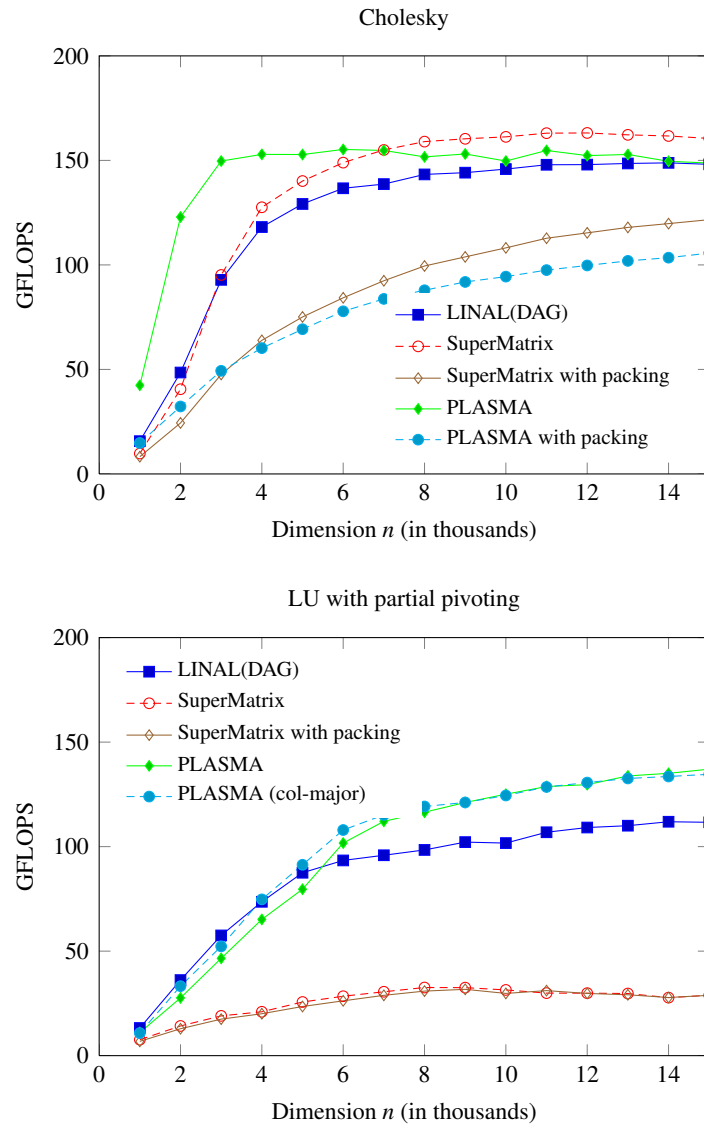 Cholesky
200
150
100
50
0
GFLOPS
LINAL(DAG)
SuperMatrix
SuperMatrix with packing
PLASMA
PLASMA with packing
0 2 4 6 8 10 12 14
Dimension n (in thousands)
LU with partial pivoting
200
150
100
50
0
GFLOPS
LINAL(DAG)
SuperMatrix
SuperMatrix with packing
PLASMA
PLASMA (col-major)
0 2 4 6 8 10 12 14
Dimension n (in thousands)